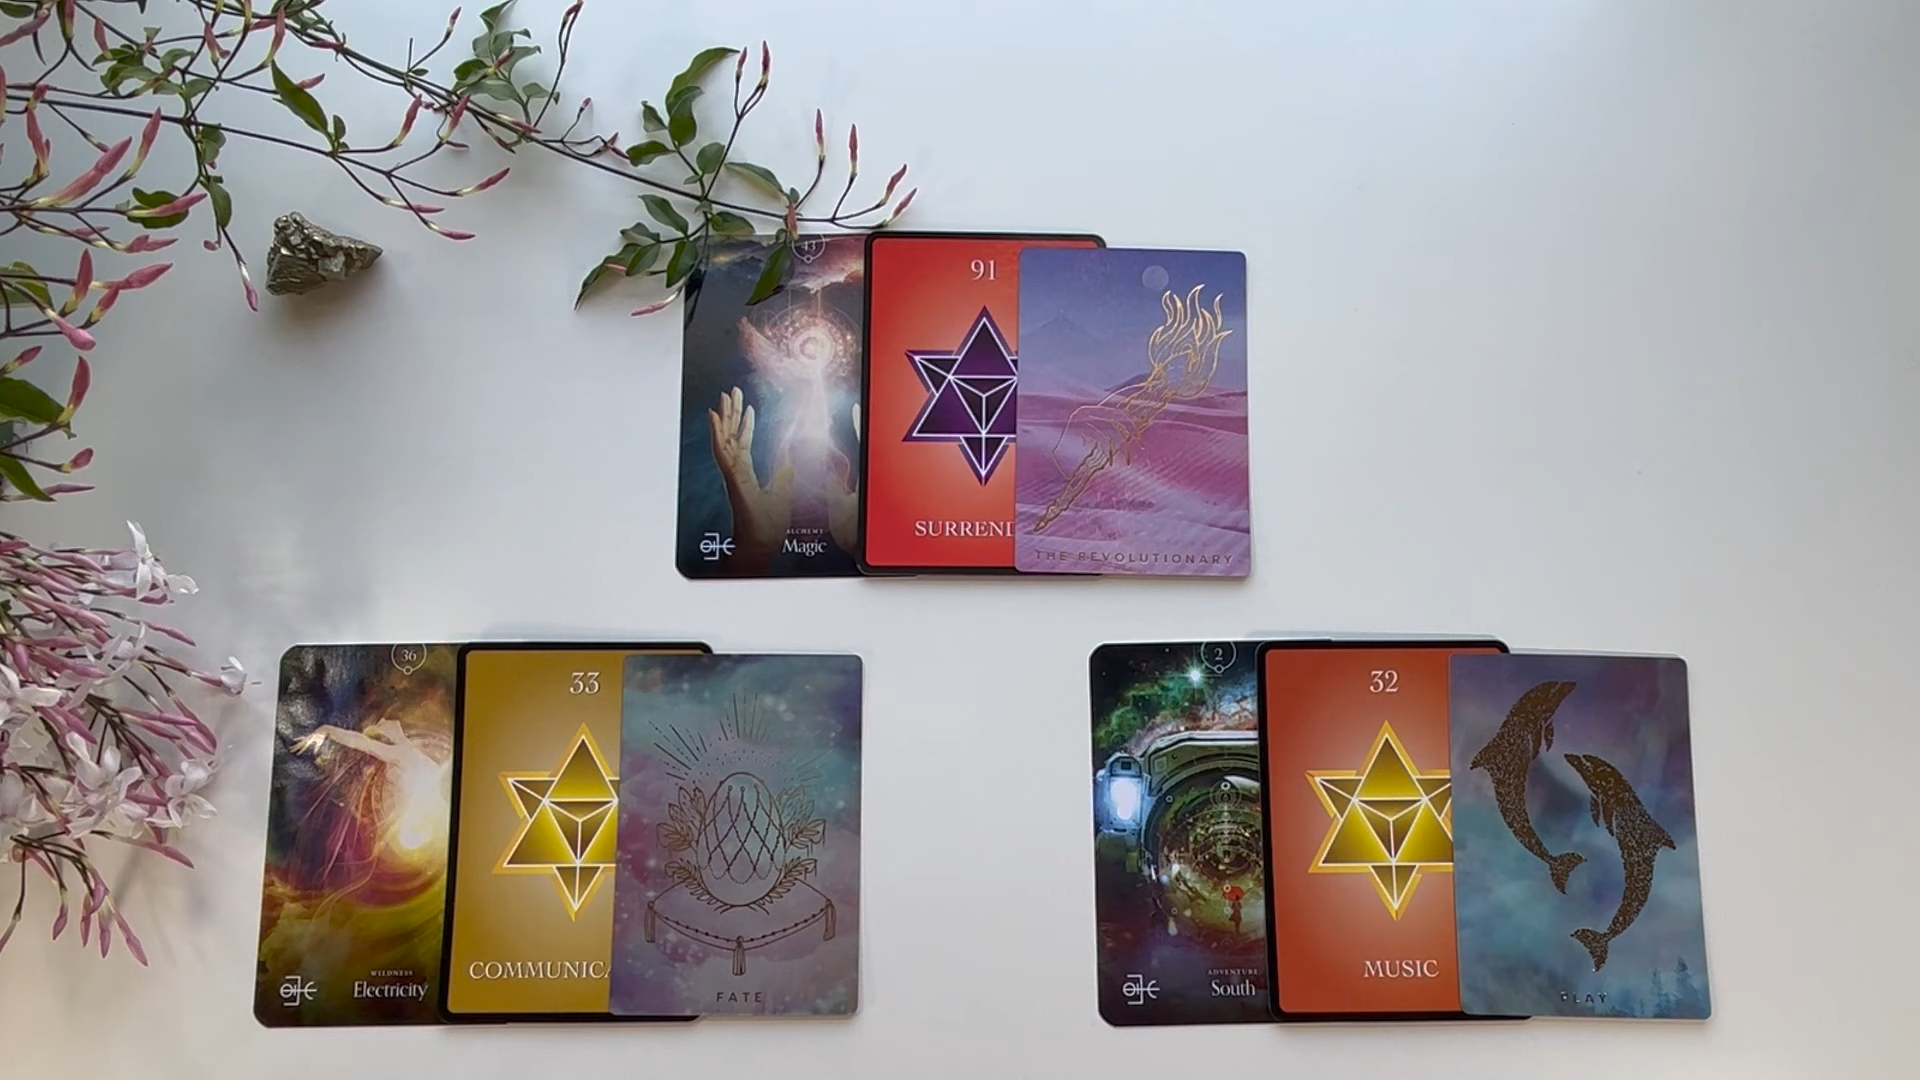 43
ALCHEMY
Magic
91
SURREND
THE REVOLUTIONARY
36
WILDNESS
Electricity
33
COMMUNICA
FATE
2
ADVENTURE
South
32
MUSIC
PLAY